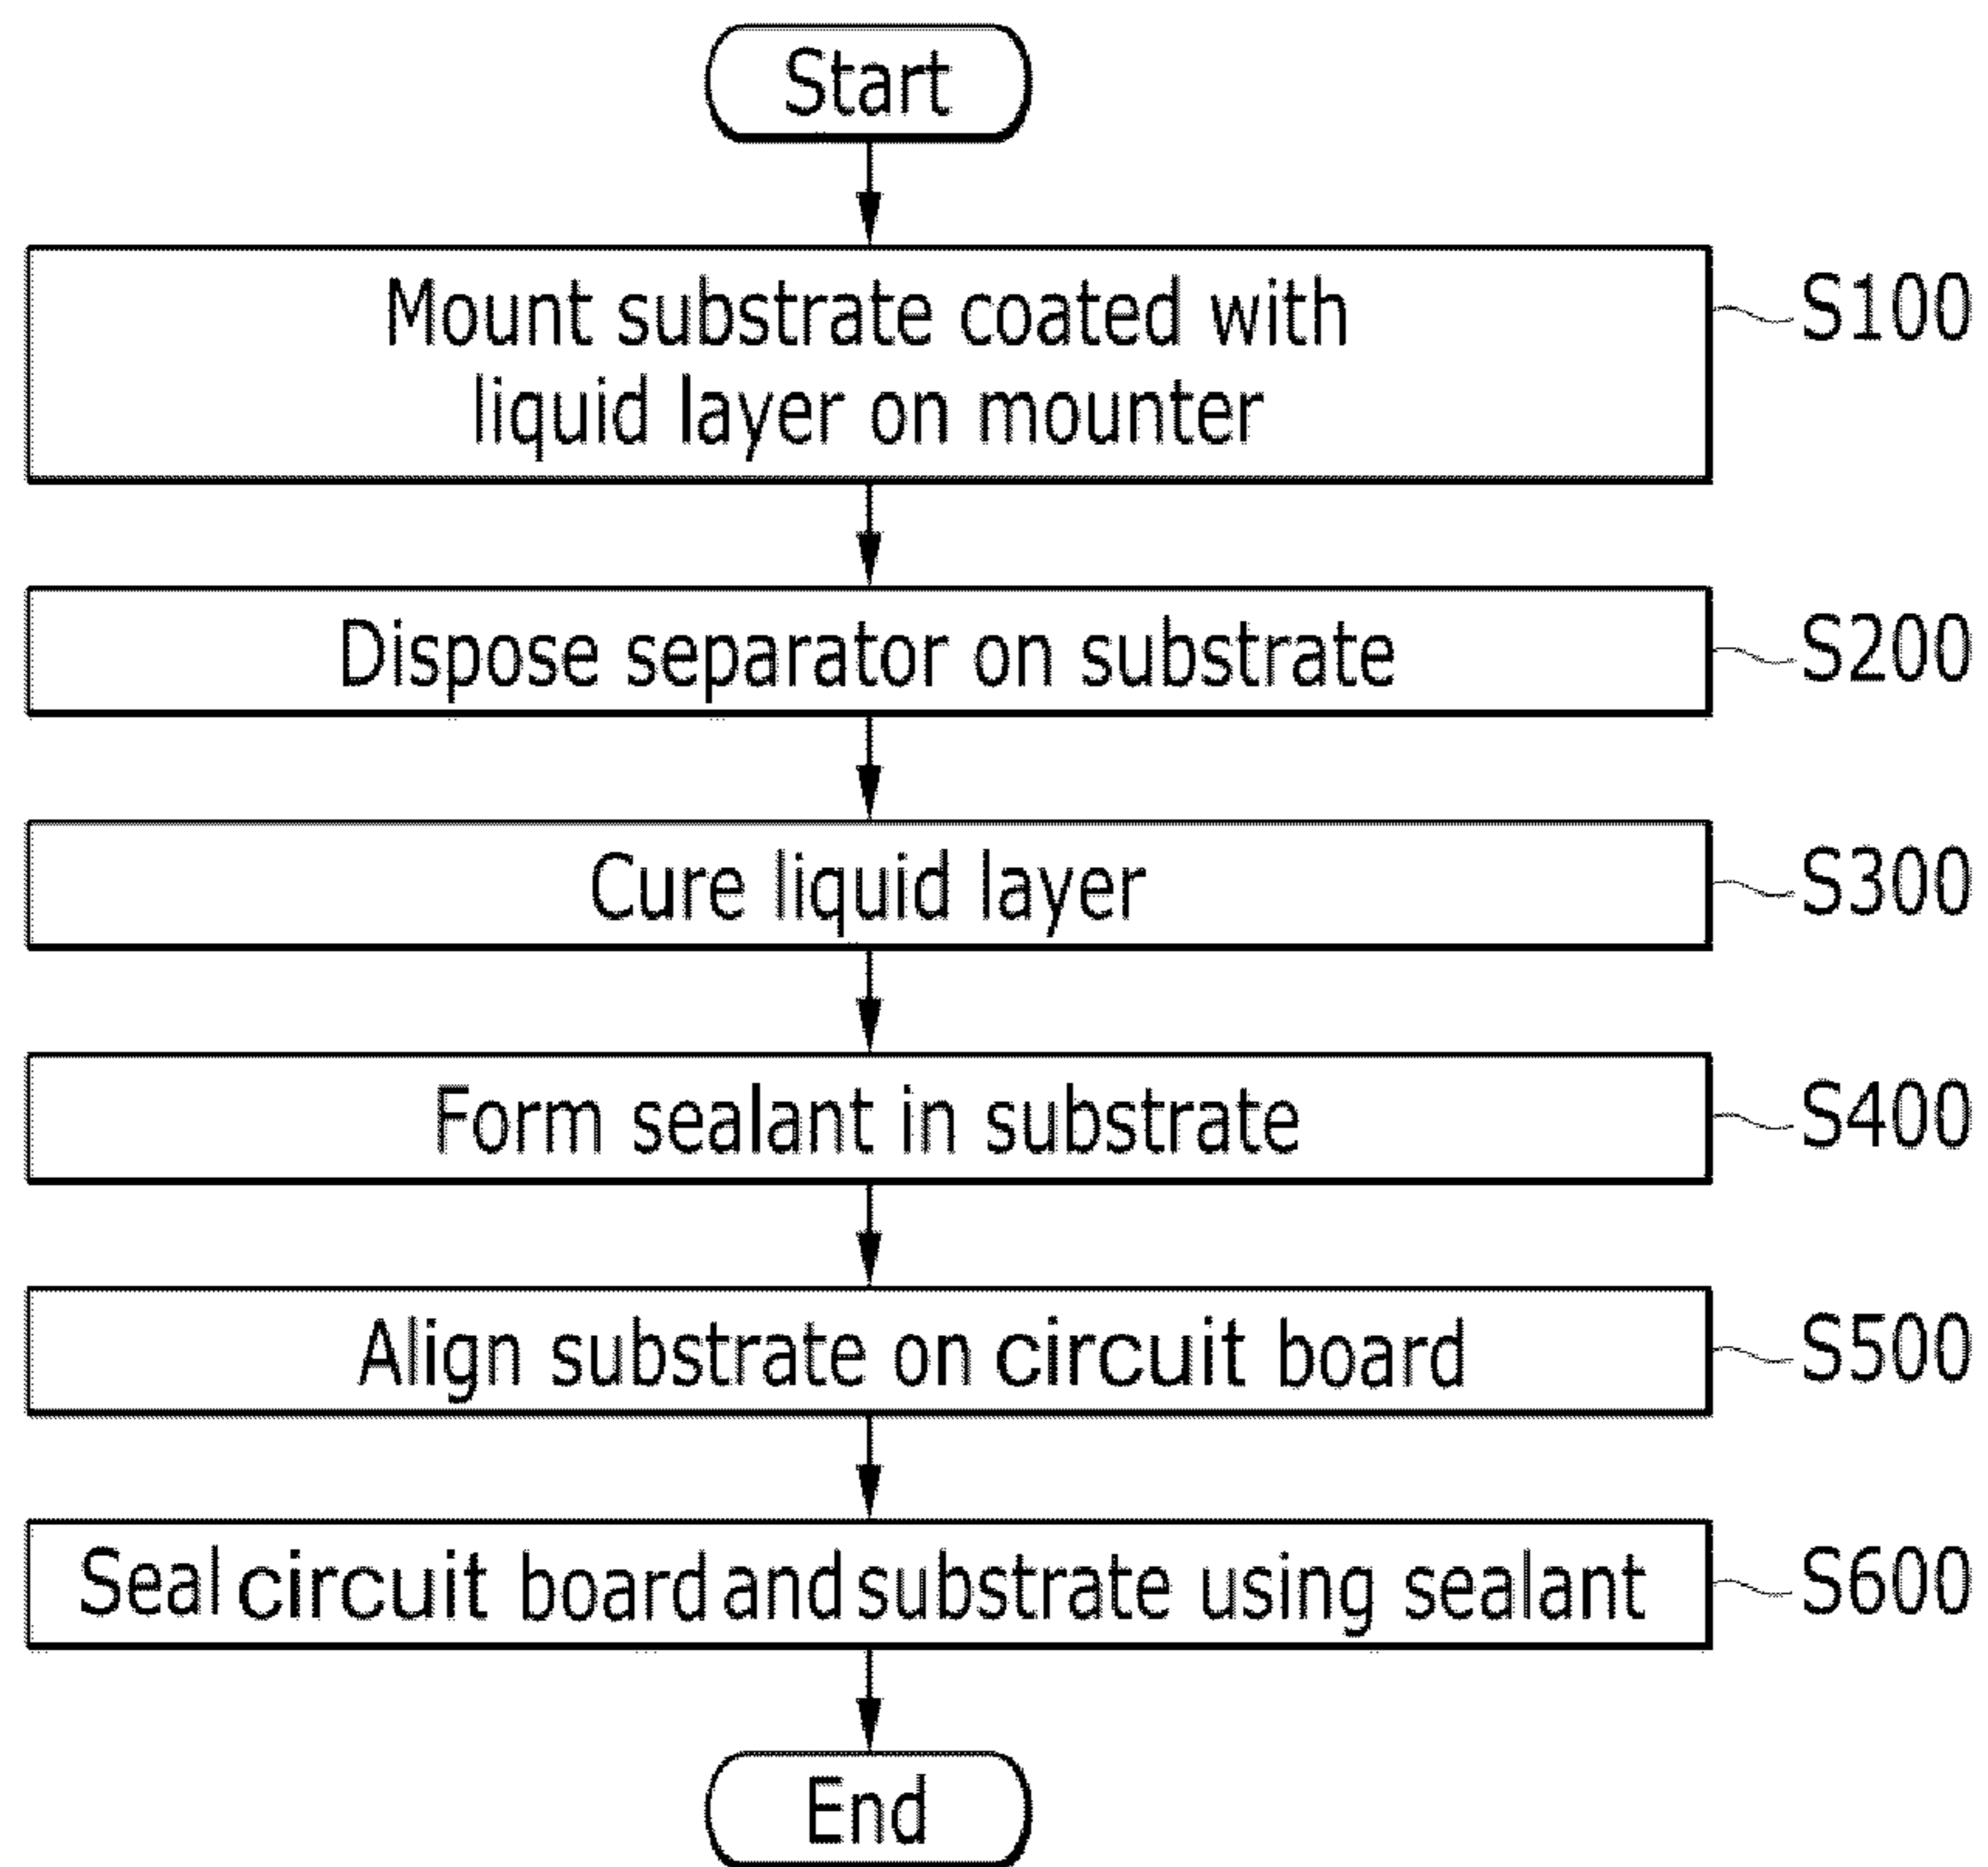 Start
Mount substrate coated with
liquid layer on mounter
S100
Dispose separator on substrate
S200
Cure liquid layer
S300
Form sealant in substrate
S400
Align substrate on circuit board
S500
Seal circuit board and substrate using sealant
S600
End